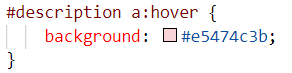 #description a:hover {
background: #e5474c3b;
}